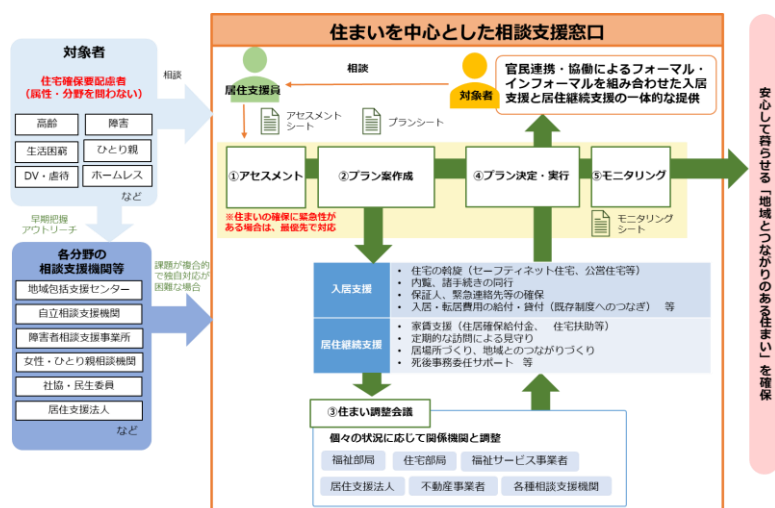 住まいを中心とした相談支援窓口
対象者
住宅確保要配慮者
（属性・分野を問わない）
高齢
障害
生活困窮
ひとり親
DV・虐待
ホームレス
など
相談
早期把握
アウトリーチ
各分野の
相談支援機関等
地域包括支援センター
自立相談支援機関
障害者相談支援事業所
女性・ひとり親相談機関
社協・民生委員
居住支援法人
など
課題が複合的
で独自対応が
困難な場合
居住支援員
相談
対象者
官民連携・協働によるフォーマル・
インフォーマルを組み合わせた入居
支援と居住継続支援の一体的な提供
アセスメント
シート
プランシート
①アセスメント
②プラン案作成
④プラン決定・実行
⑤モニタリング
※住まいの確保に緊急性が
ある場合は、最優先で対応
モニタリング
シート
入居支援
• 住宅の斡旋（セーフティネット住宅、公営住宅等）
• 内覧、諸手続きの同行
• 保証人、緊急連絡先等の確保
• 入居・転居費用の給付・貸付（既存制度へのつなぎ） 等
居住継続支援
• 家賃支援（住居確保給付金、 住宅扶助等）
• 定期的な訪問による見守り
• 居場所づくり、地域とのつながりづくり
• 死後事務委任サポート 等
③住まい調整会議
個々の状況に応じて関係機関と調整
福祉部局
住宅部局
福祉サービス事業者
居住支援法人
不動産事業者
各種相談支援機関
安心して暮らせる「地域とつながりのある住まい」を確保